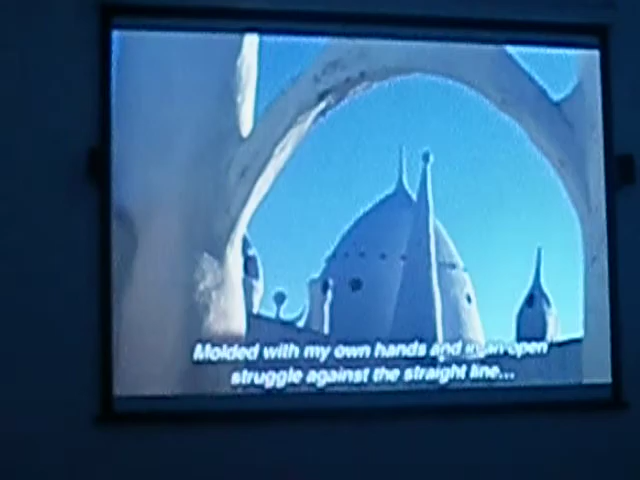 Molded with my own hands and in an open
struggle against the straight line...